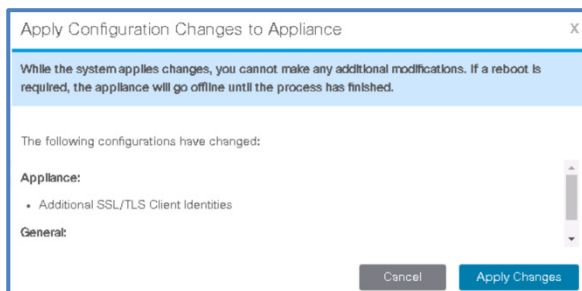 Apply Configuration Changes to Appliance X
While the system applies changes, you cannot make any additional modifications. If a reboot is
required, the appliance will go offline until the process has finished.
The following configurations have changed:
Appliance:
• Additional SSL/TLS Client Identities
General:
Cancel Apply Changes